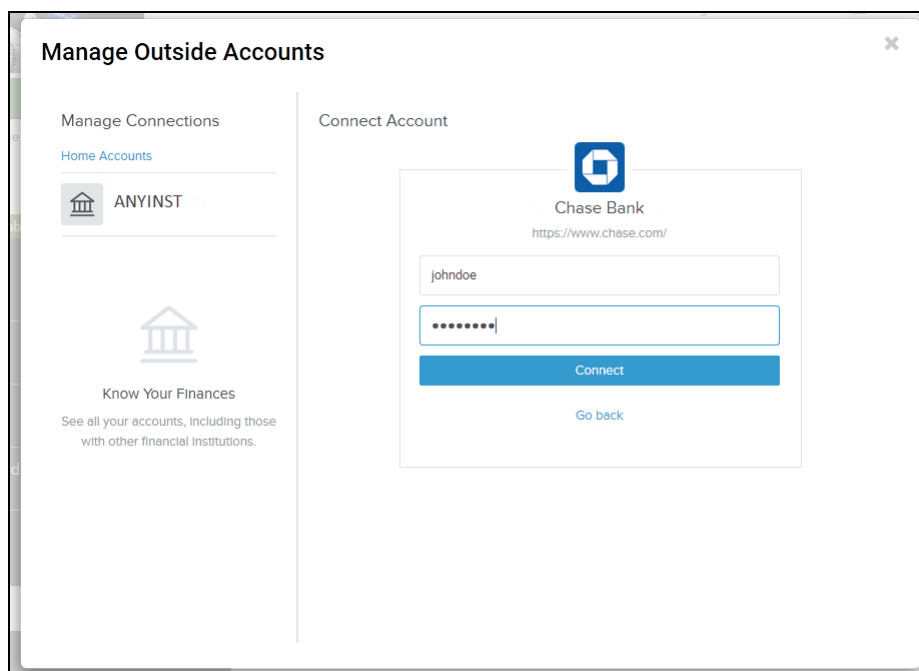 Manage Outside Accounts
Manage Connections
Home Accounts
ANYINST
Know Your Finances
See all your accounts, including those
with other financial institutions.
Connect Account
Chase Bank
https://www.chase.com/
johndoe
••••••••
Connect
Go back